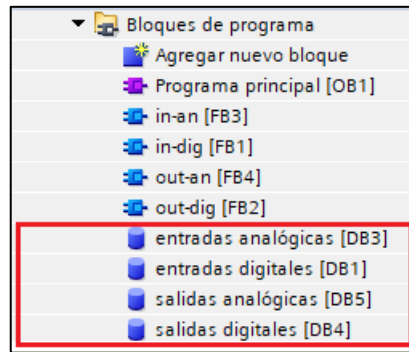 Bloques de programa
Agregar nuevo bloque
Programa principal [OB1]
in-an [FB3]
in-dig [FB1]
out-an [FB4]
out-dig [FB2]
entradas analógicas [DB3]
entradas digitales [DB1]
salidas analógicas [DB5]
salidas digitales [DB4]